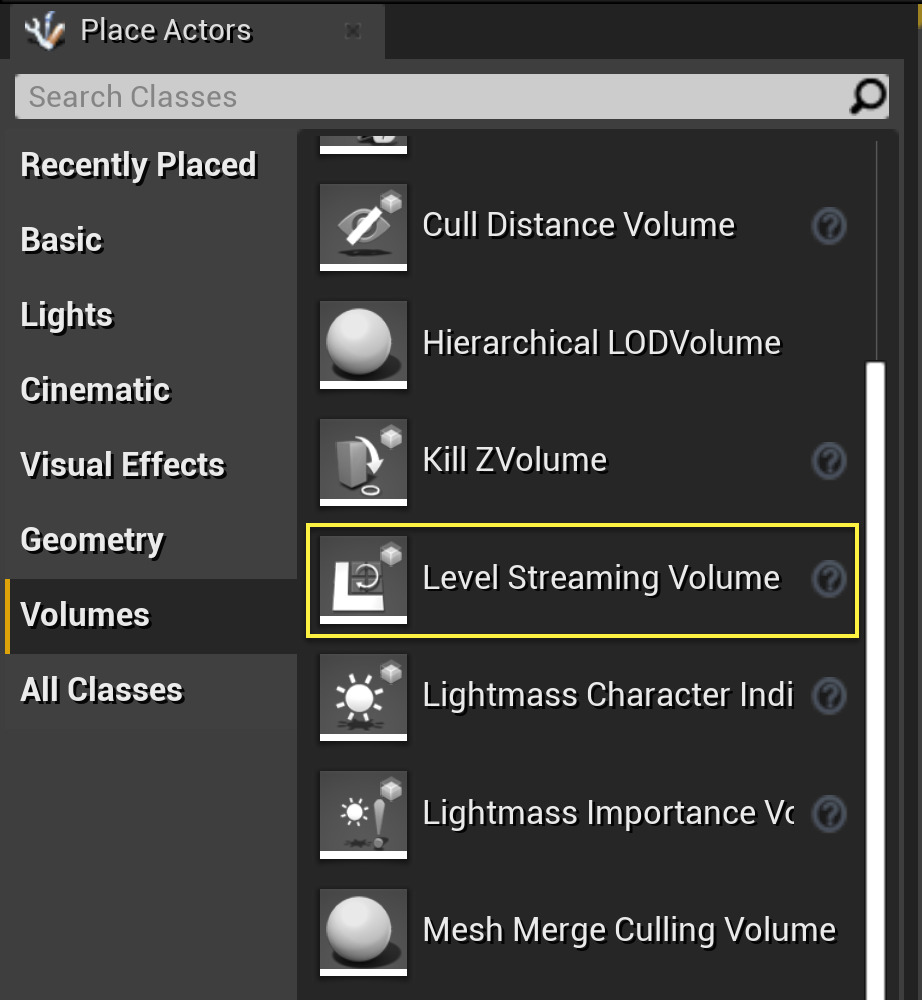 Place Actors
Search Classes
Recently Placed
Basic
Lights
Cinematic
Visual Effects
Geometry
Volumes
All Classes
Cull Distance Volume
?
Hierarchical LODVolume
Kill ZVolume
?
Level Streaming Volume
?
Lightmass Character Indi
?
Lightmass Importance Vo
?
Mesh Merge Culling Volume